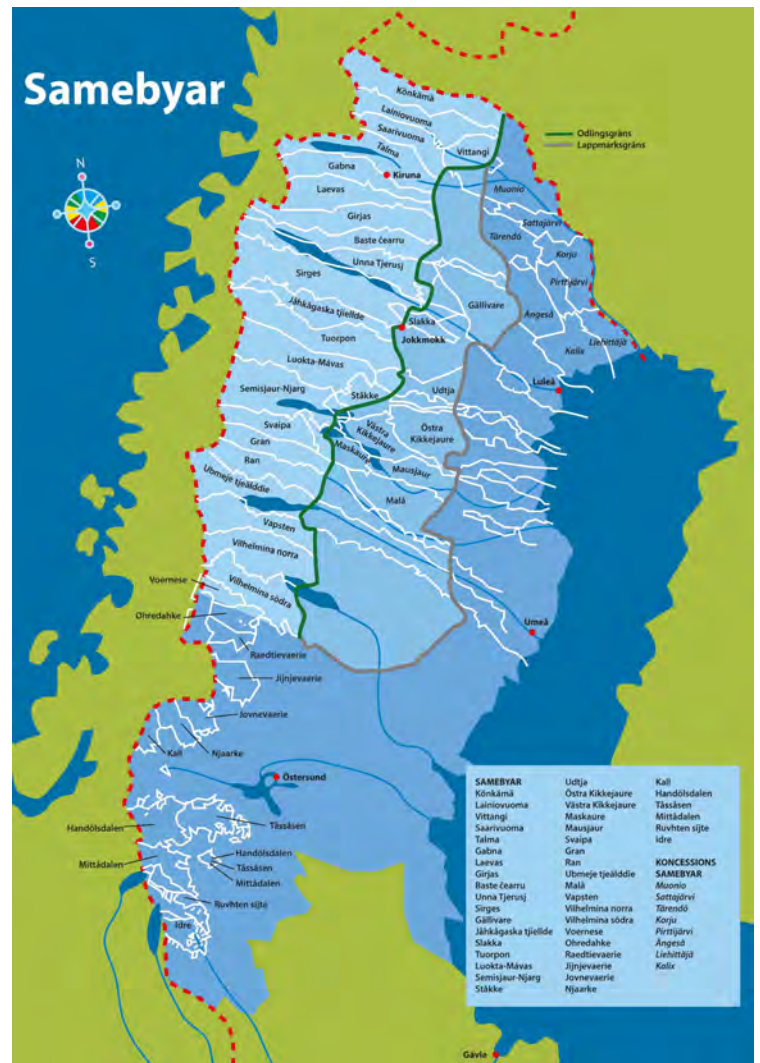 Samebyar
N
S
Odlingsgräns
Lappmarksgräns
Könkämä
Lainiovuoma
Saarivuoma
Talma
Vittangi
Gabna
Kiruna
Laevas
Muonio
Girjas
Sattajärvi
Tärendö
Baste čearru
Korju
Unna Tjerusj
Sirges
Pirttijärvi
Jåhkågaska tjiellde
Gällivare
Ängeså
Slakka
Jokkmokk
Tuorpon
Liehittäjä
Kalix
Luokta-Mávas
Luleå
Semisjaur-Njarg
Ståkke
Udtja
Svaipa
Västra
Kikkejaure
Östra
Kikkejaure
Gran
Maskaure
Ran
Mausjaur
Ubmeje tjeälddie
Malå
Vapsten
Vilhelmina norra
Voernese
Vilhelmina södra
Ohredahke
Umeå
Raedtievaerie
Jijnjevaerie
Jovnevaerie
Kall
Njaarke
Östersund
Handölsdalen
Tåssåsen
Handölsdalen
Mittådalen
Tåssåsen
Mittådalen
Ruvhten sijte
Idre
Gävle
SAMEBYAR
Könkämä
Lainiovuoma
Vittangi
Saarivuoma
Talma
Gabna
Laevas
Girjas
Baste čearru
Unna Tjerusj
Sirges
Gällivare
Jåhkågaska tjiellde
Slakka
Tuorpon
Luokta-Mávas
Semisjaur-Njarg
Ståkke
Udtja
Östra Kikkejaure
Västra Kikkejaure
Maskaure
Mausjaur
Svaipa
Gran
Ran
Ubmeje tjeälddie
Malå
Vapsten
Vilhelmina norra
Vilhelmina södra
Voernese
Ohredahke
Raedtievaerie
Jijnjevaerie
Jovnevaerie
Njaarke
Kall
Handölsdalen
Tåssåsen
Mittådalen
Ruvhten sijte
Idre
KONCESSIONS
SAMEBYAR
Muonio
Sattajärvi
Tärendö
Korju
Pirttijärvi
Ängeså
Liehittäjä
Kalix